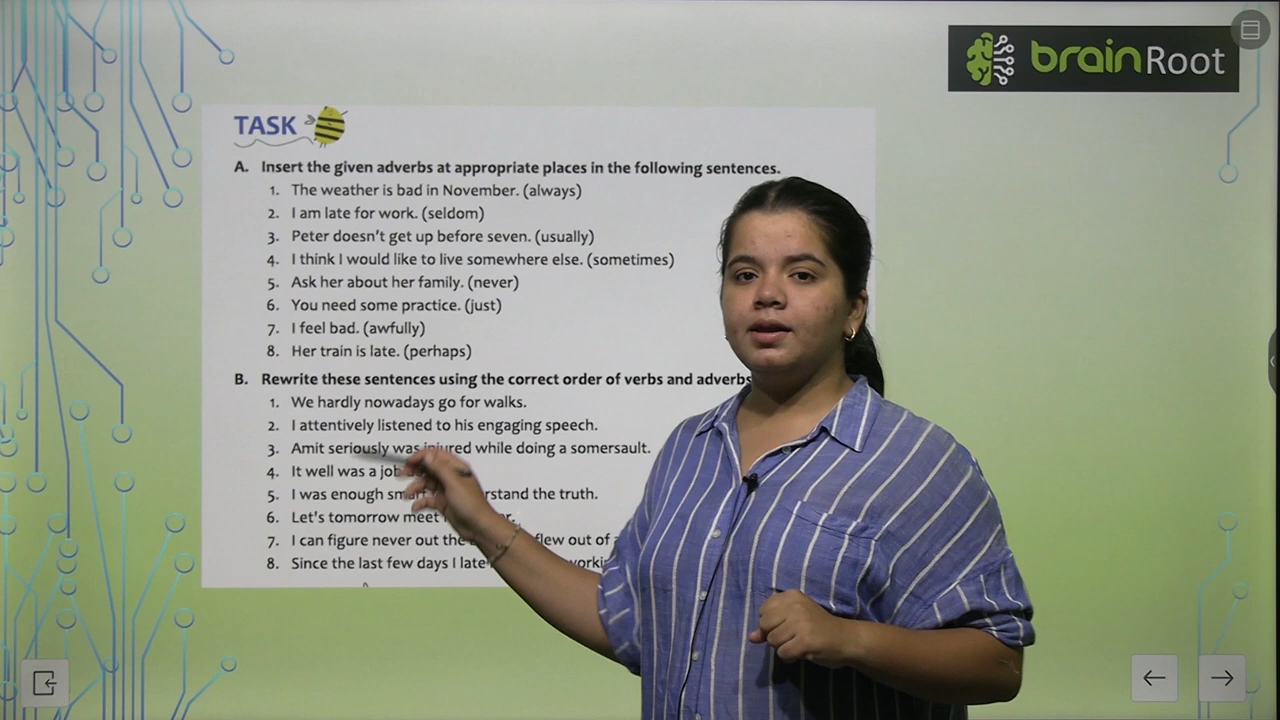 brainRoot
TASK
A. Insert the given adverbs at appropriate places in the following sentences.
1. The weather is bad in November. (always)
2. I am late for work. (seldom)
3. Peter doesn't get up before seven. (usually)
4. I think I would like to live somewhere else. (sometimes)
5. Ask her about her family. (never)
6. You need some practice. (just)
7. I feel bad. (awfully)
8. Her train is late. (perhaps)
B. Rewrite these sentences using the correct order of verbs and adverbs
1. We hardly nowadays go for walks.
2. I attentively listened to his engaging speech.
3. Amit seriously was injured while doing a somersault.
4. It well was a job
5. I was enough the truth.
6. Let's tomorrow meet
7. I can figure never out the flew out of
8. Since the last few days I